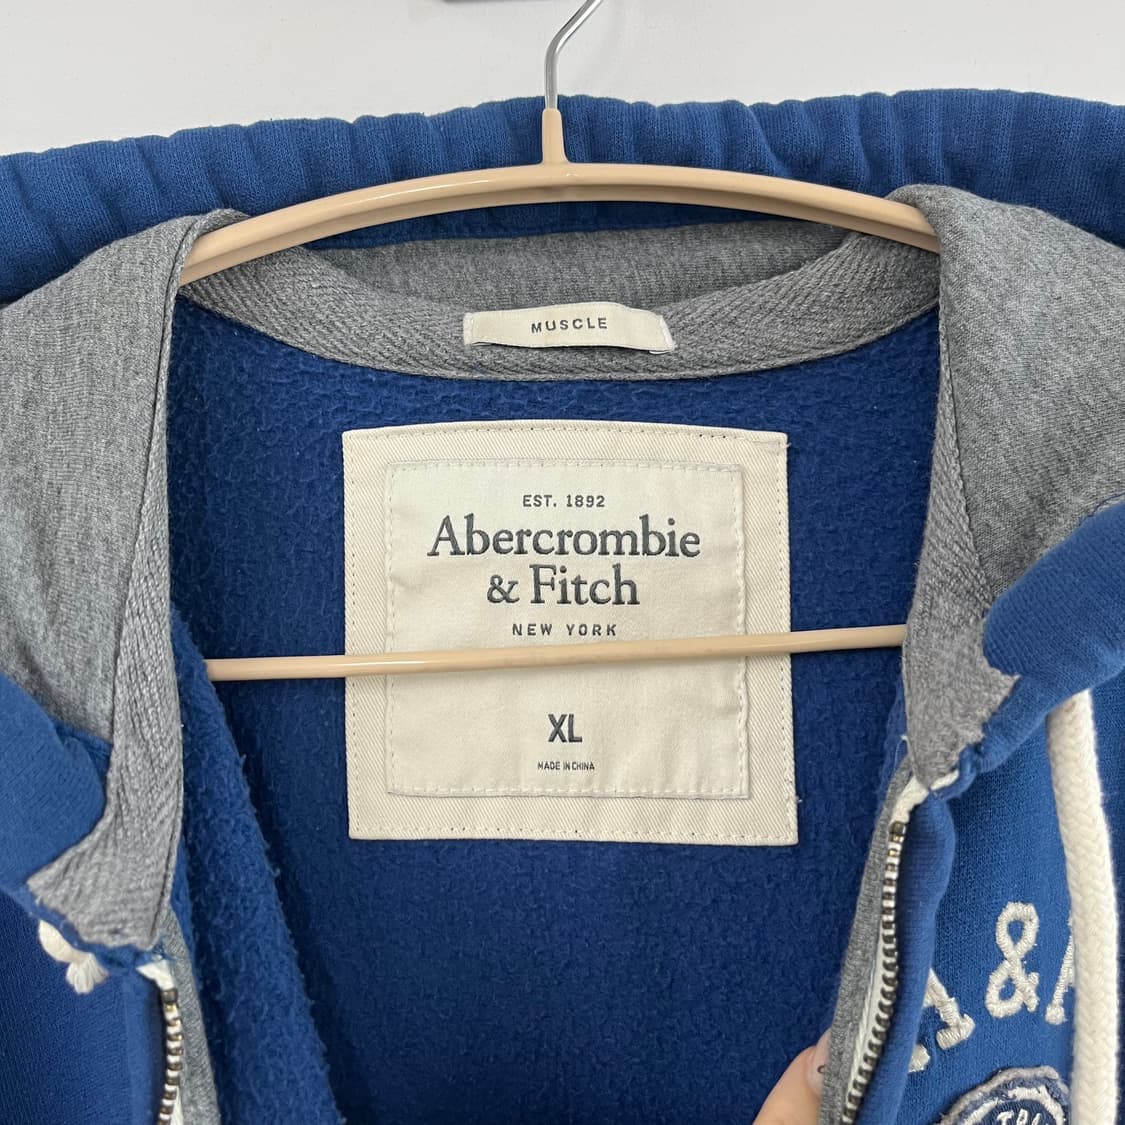 MUSCLE
EST. 1892
Abercrombie
& Fitch
NEW YORK
XL
MADE IN CHINA
A&